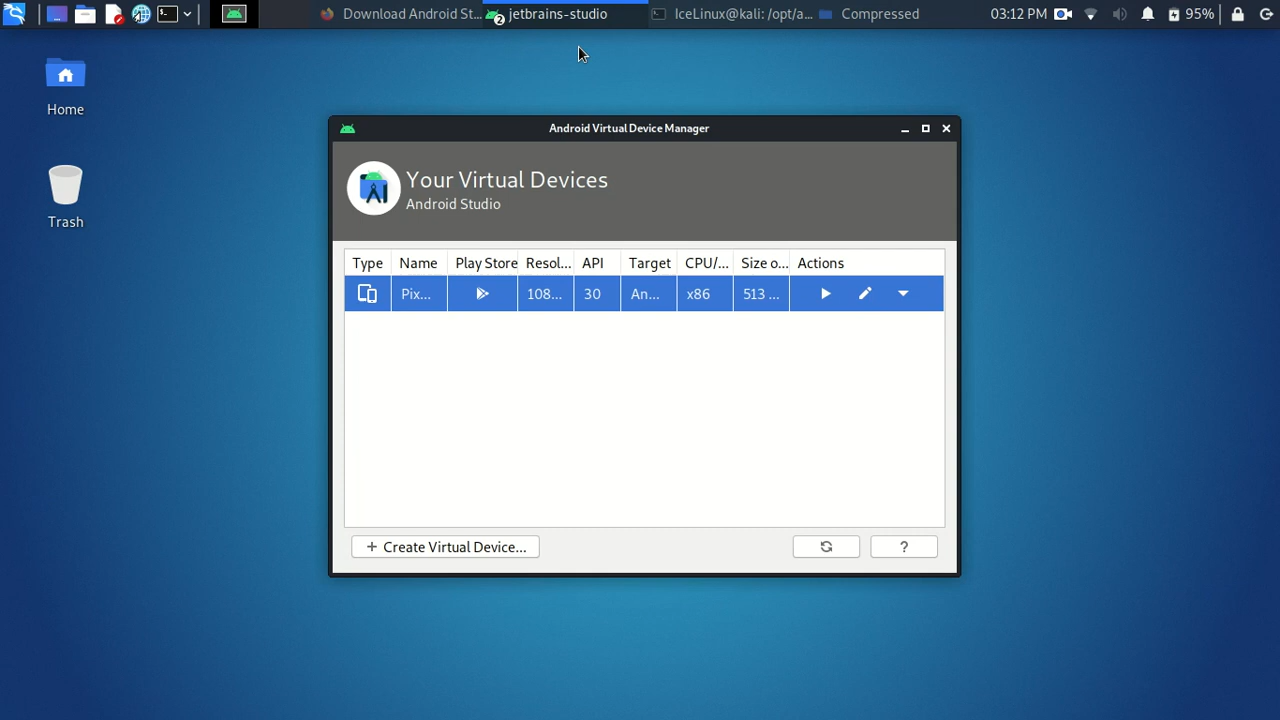 Download Android St...
2
jetbrains-studio
IceLinux@kali: /opt/a...
Compressed
03:12 PM
95%
Home
Trash
Android Virtual Device Manager
Your Virtual Devices
Android Studio
Type Name Play Store Resol... API Target CPU/... Size o... Actions
Pix... 108... 30 An... x86 513 ...
+ Create Virtual Device...
?